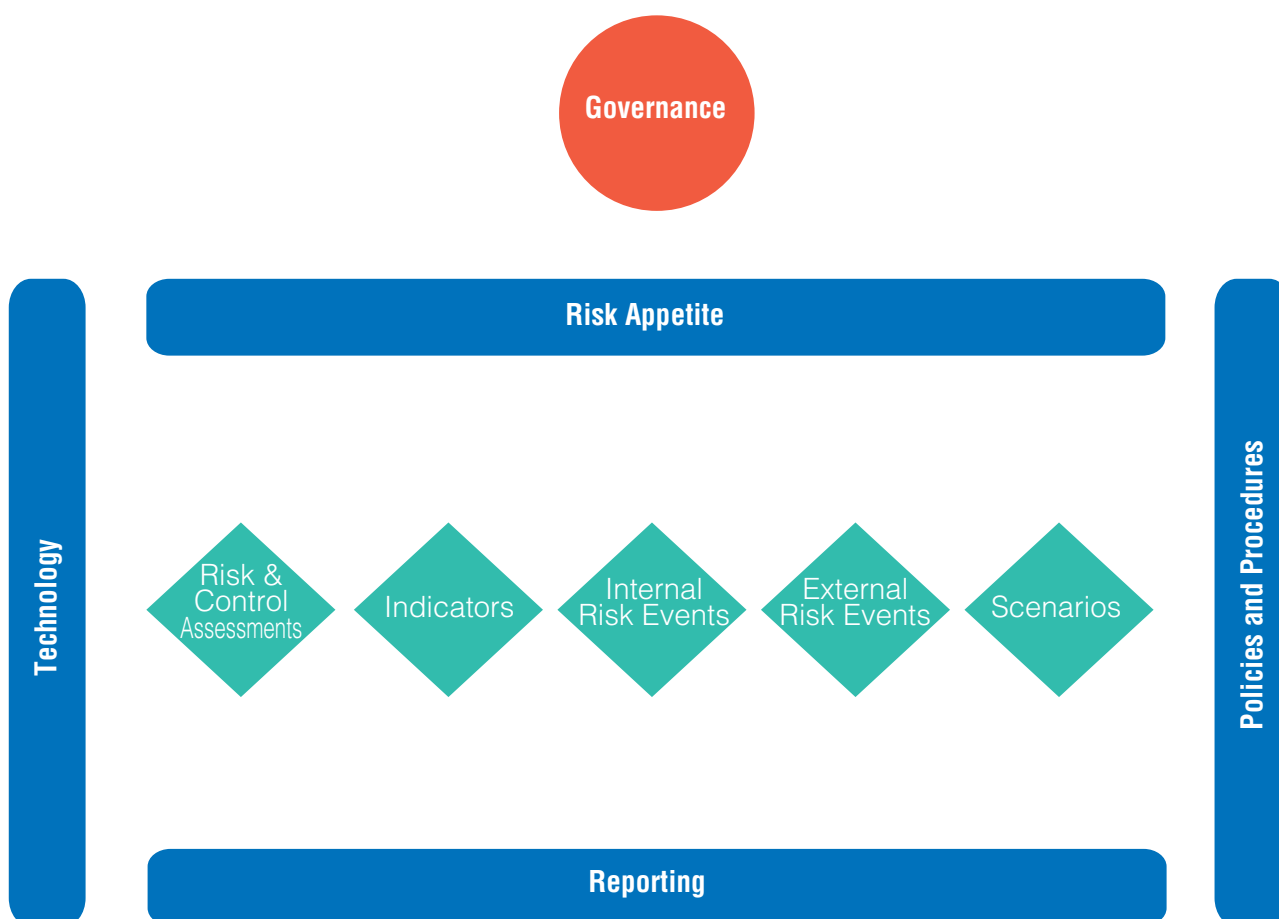 Governance
Risk Appetite
Technology
Policies and Procedures
Risk &
Control
Assessments
Indicators
Internal
Risk Events
External
Risk Events
Scenarios
Reporting